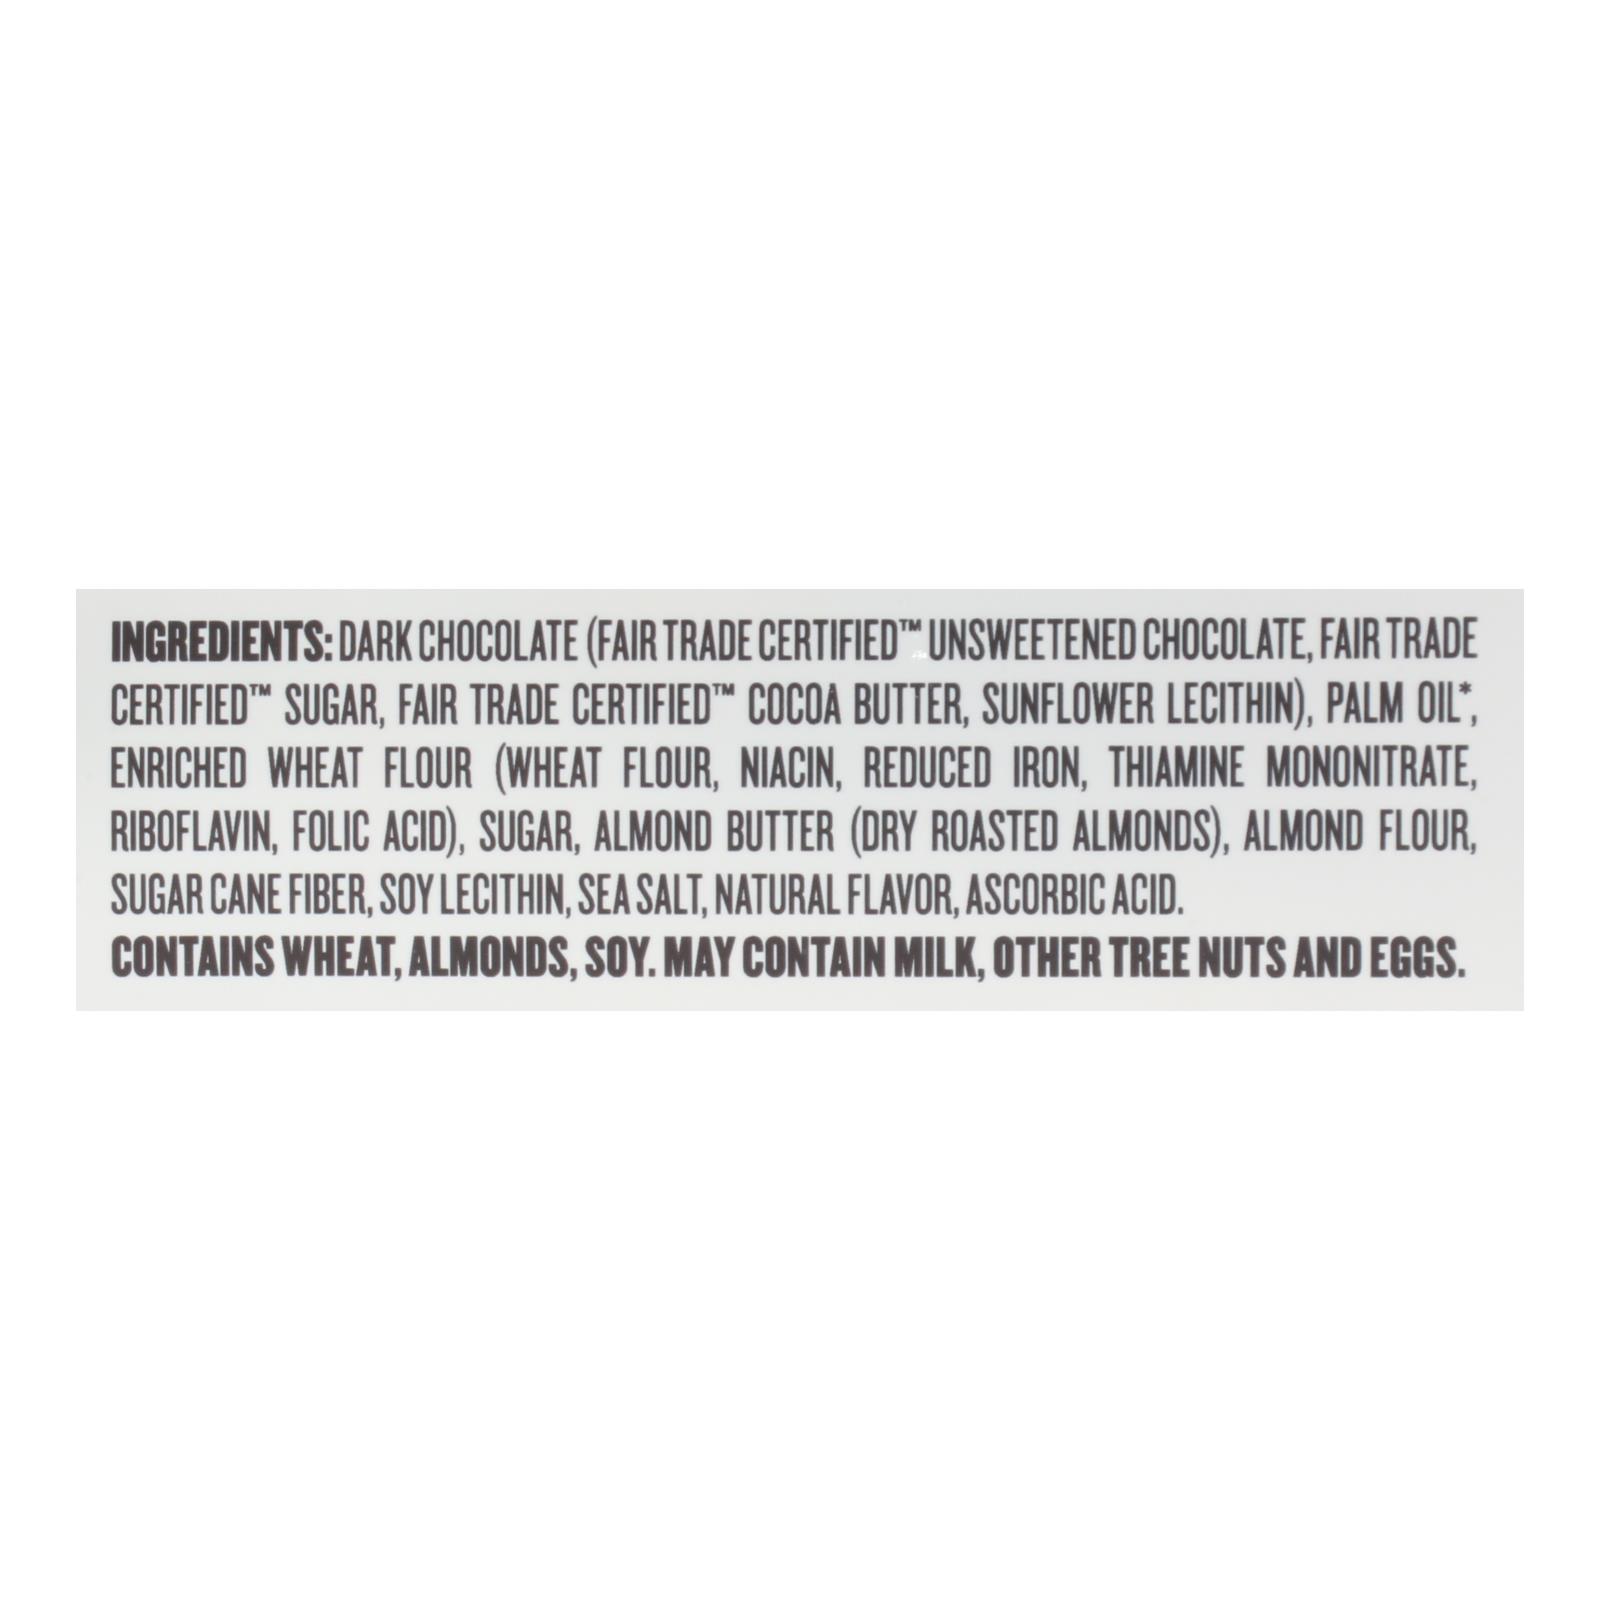 INGREDIENTS: DARK CHOCOLATE (FAIR TRADE CERTIFIED™ UNSWEETENED CHOCOLATE, FAIR TRADE
CERTIFIED™ SUGAR, FAIR TRADE CERTIFIED™ COCOA BUTTER, SUNFLOWER LECITHIN), PALM OIL*,
ENRICHED WHEAT FLOUR (WHEAT FLOUR, NIACIN, REDUCED IRON, THIAMINE MONONITRATE,
RIBOFLAVIN, FOLIC ACID), SUGAR, ALMOND BUTTER (DRY ROASTED ALMONDS), ALMOND FLOUR,
SUGAR CANE FIBER, SOY LECITHIN, SEA SALT, NATURAL FLAVOR, ASCORBIC ACID.
CONTAINS WHEAT, ALMONDS, SOY. MAY CONTAIN MILK, OTHER TREE NUTS AND EGGS.